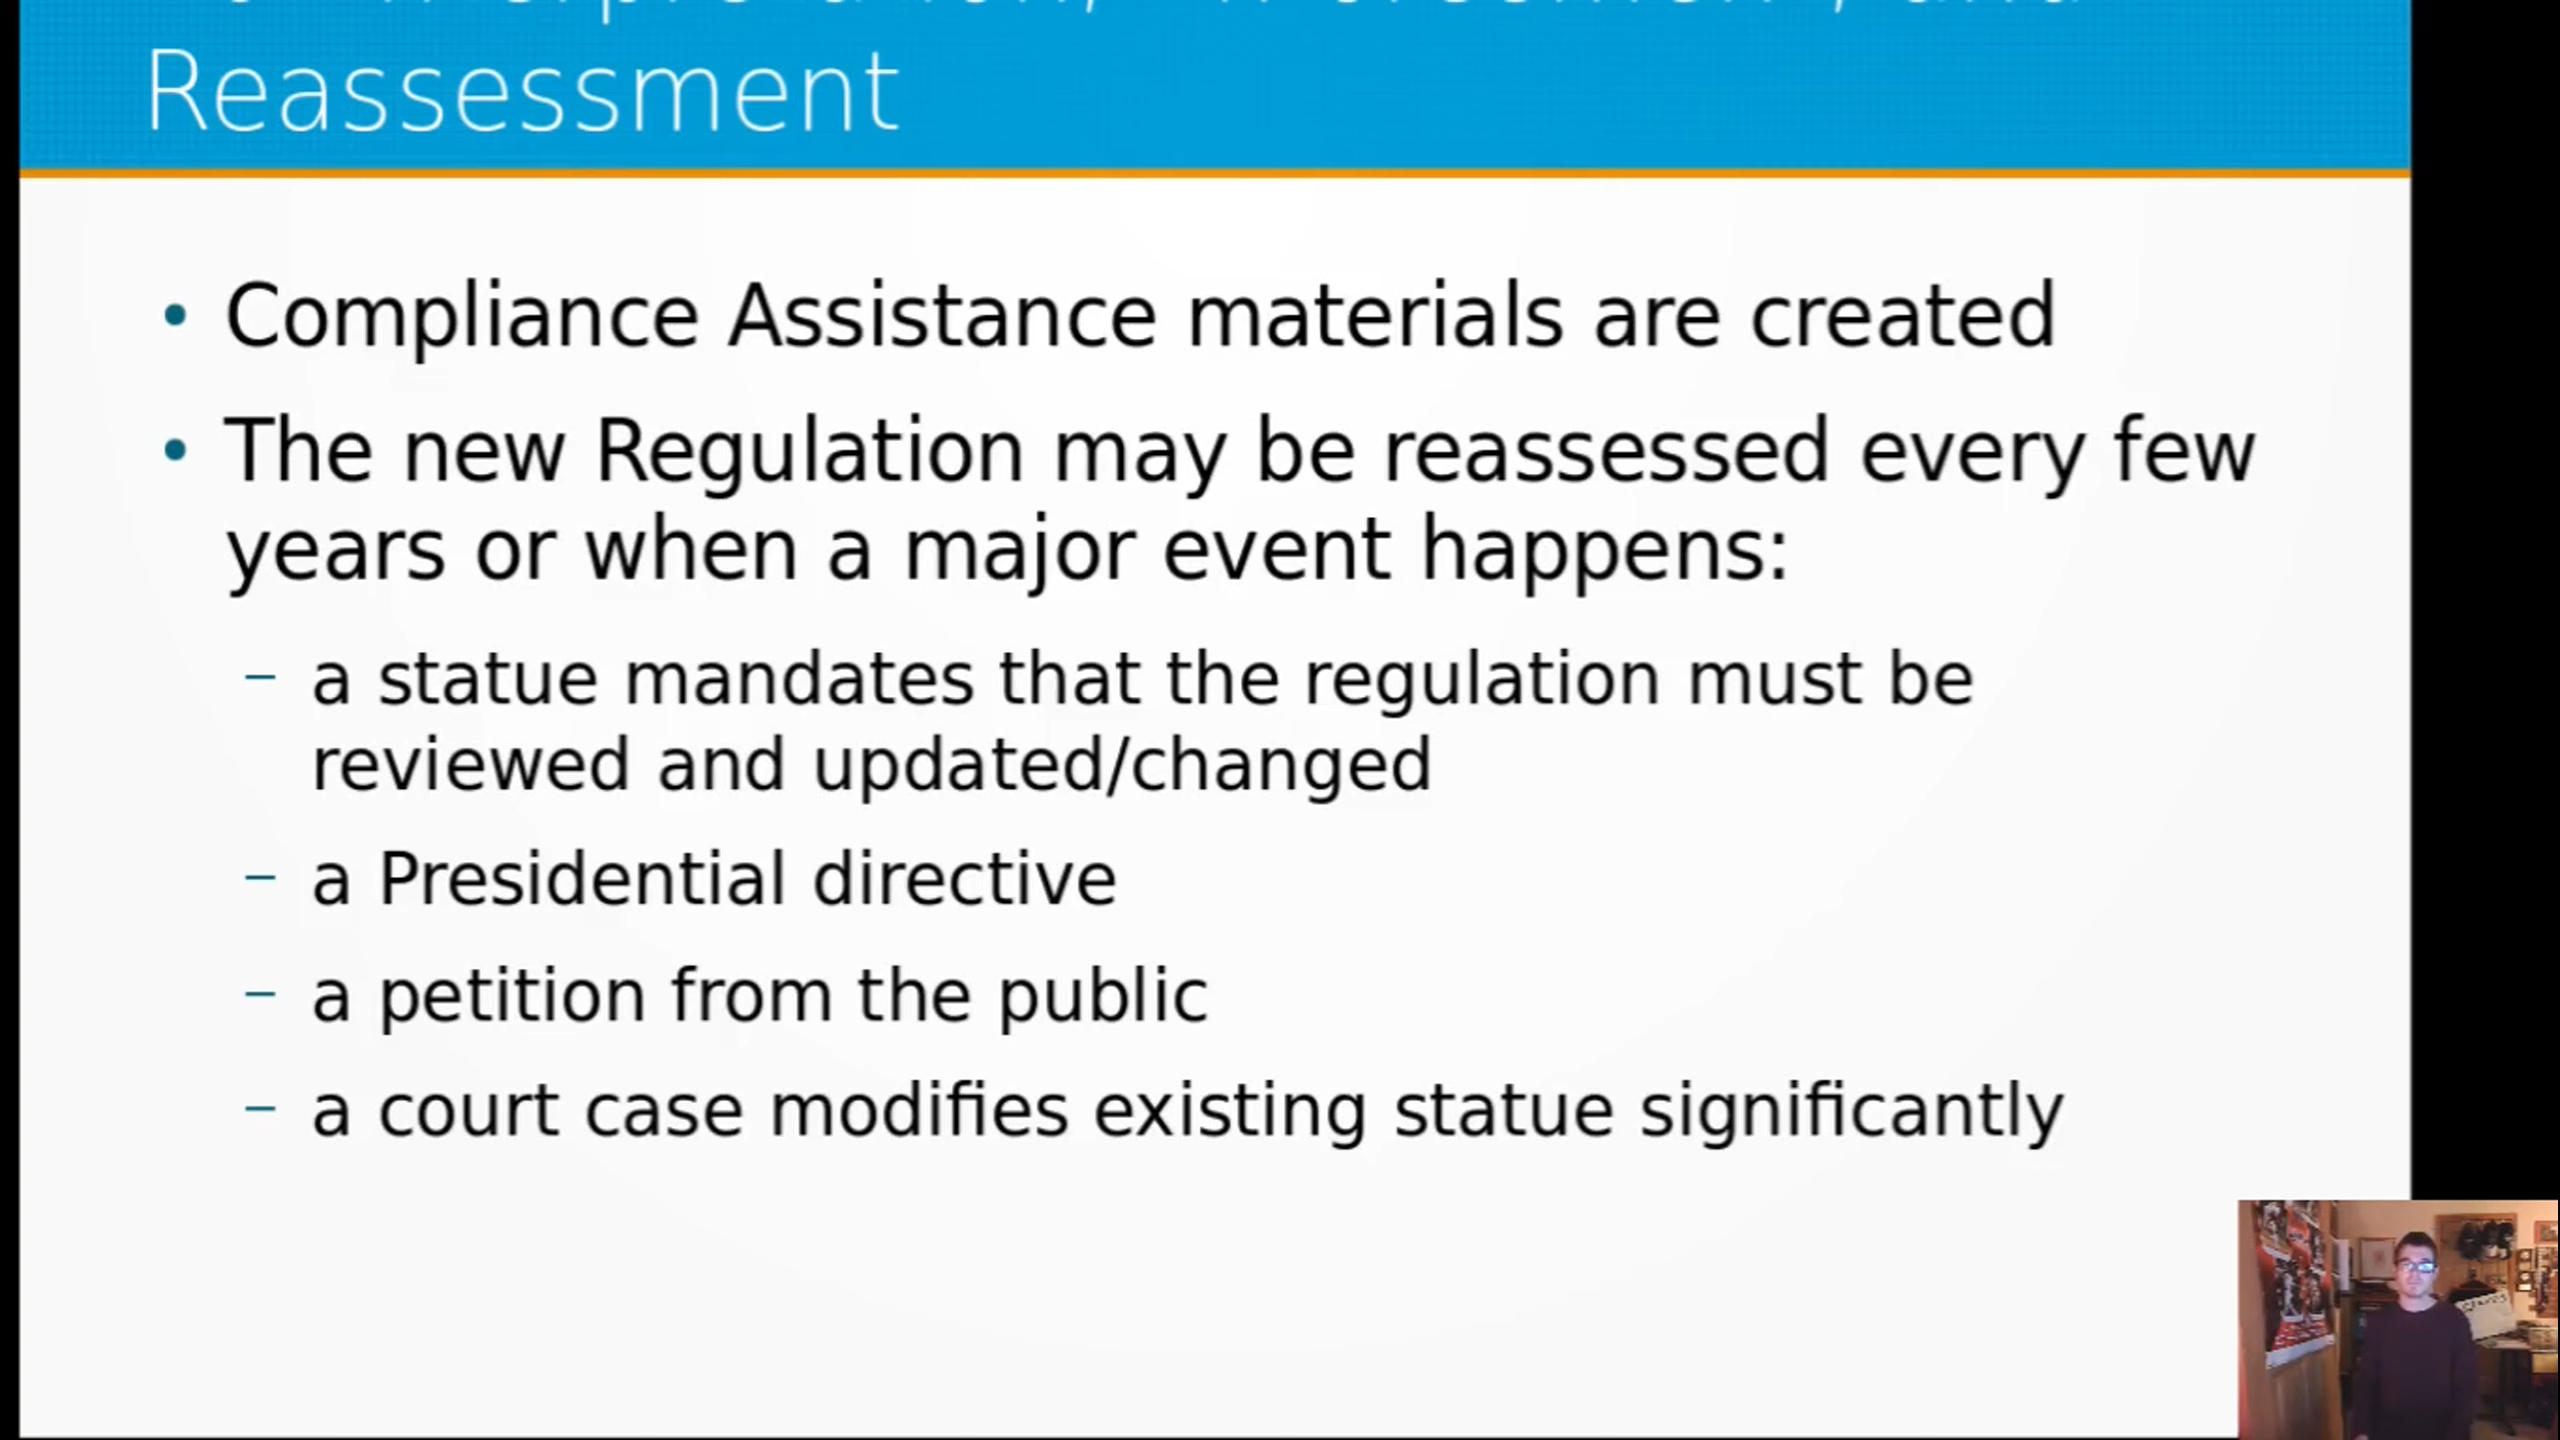 Reassessment
• Compliance Assistance materials are created
• The new Regulation may be reassessed every few
years or when a major event happens:
– a statue mandates that the regulation must be
reviewed and updated/changed
– a Presidential directive
– a petition from the public
– a court case modifies existing statue significantly